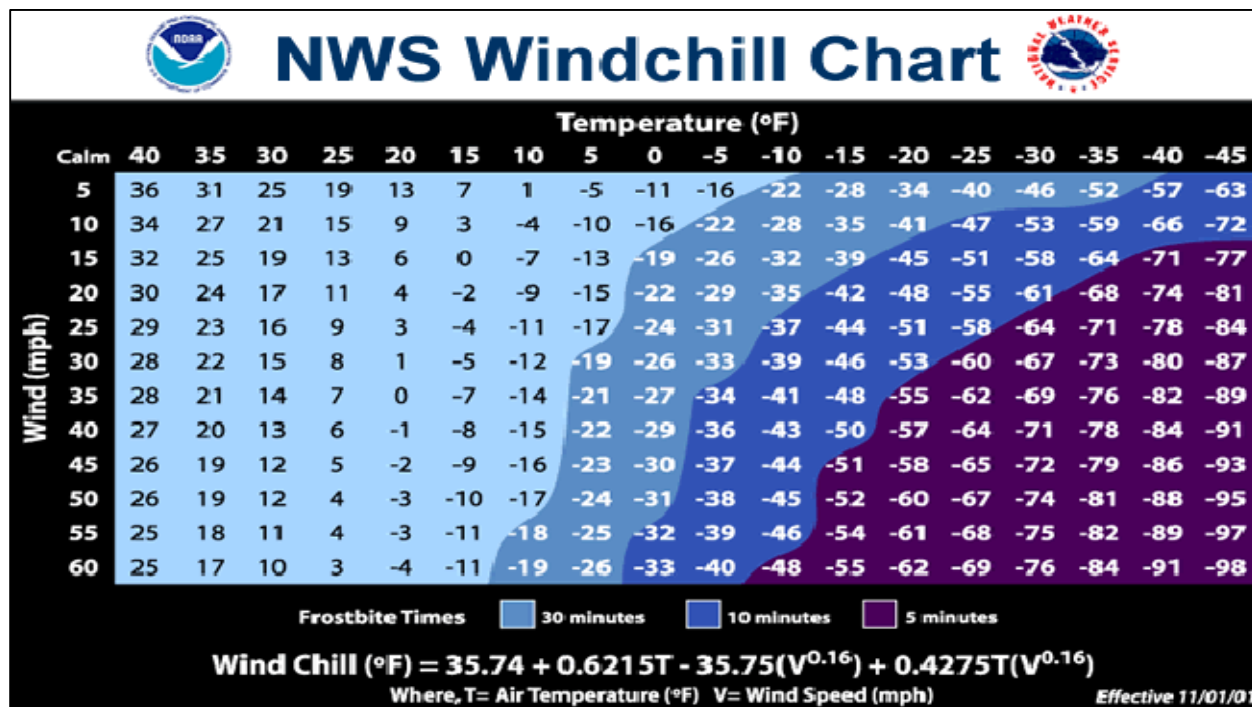 NOAA
NWS Windchill Chart
NATIONAL WEATHER SERVICE
Temperature (ºF)
Calm 40 35 30 25 20 15 10 5 0 -5 -10 -15 -20 -25 -30 -35 -40 -45
Wind (mph)
5 36 31 25 19 13 7 1 -5 -11 -16 -22 -28 -34 -40 -46 -52 -57 -63
10 34 27 21 15 9 3 -4 -10 -16 -22 -28 -35 -41 -47 -53 -59 -66 -72
15 32 25 19 13 6 0 -7 -13 -19 -26 -32 -39 -45 -51 -58 -64 -71 -77
20 30 24 17 11 4 -2 -9 -15 -22 -29 -35 -42 -48 -55 -61 -68 -74 -81
25 29 23 16 9 3 -4 -11 -17 -24 -31 -37 -44 -51 -58 -64 -71 -78 -84
30 28 22 15 8 1 -5 -12 -19 -26 -33 -39 -46 -53 -60 -67 -73 -80 -87
35 28 21 14 7 0 -7 -14 -21 -27 -34 -41 -48 -55 -62 -69 -76 -82 -89
40 27 20 13 6 -1 -8 -15 -22 -29 -36 -43 -50 -57 -64 -71 -78 -84 -91
45 26 19 12 5 -2 -9 -16 -23 -30 -37 -44 -51 -58 -65 -72 -79 -86 -93
50 26 19 12 4 -3 -10 -17 -24 -31 -38 -45 -52 -60 -67 -74 -81 -88 -95
55 25 18 11 4 -3 -11 -18 -25 -32 -39 -46 -54 -61 -68 -75 -82 -89 -97
60 25 17 10 3 -4 -11 -19 -26 -33 -40 -48 -55 -62 -69 -76 -84 -91 -98
Frostbite Times 30 minutes 10 minutes 5 minutes
Wind Chill (ºF) = 35.74 + 0.6215T - 35.75(V^0.16) + 0.4275T(V^0.16)
Where, T= Air Temperature (ºF) V= Wind Speed (mph)
Effective 11/01/01